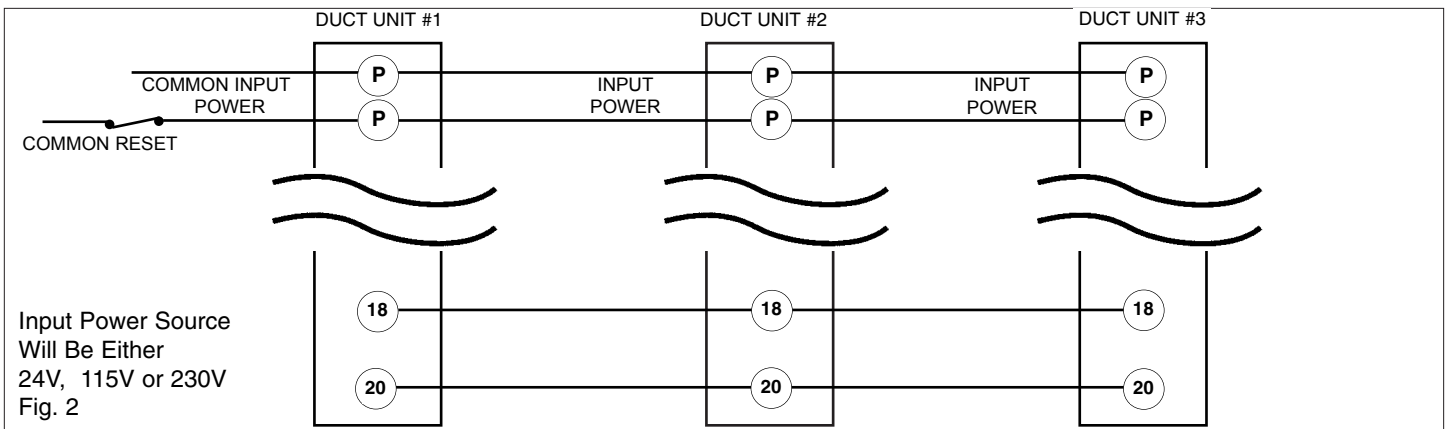 DUCT UNIT #1
DUCT UNIT #2
DUCT UNIT #3
P
P
P
COMMON INPUT
POWER
INPUT
POWER
INPUT
POWER
P
P
P
COMMON RESET
18
18
18
Input Power Source
Will Be Either
24V, 115V or 230V
Fig. 2
20
20
20